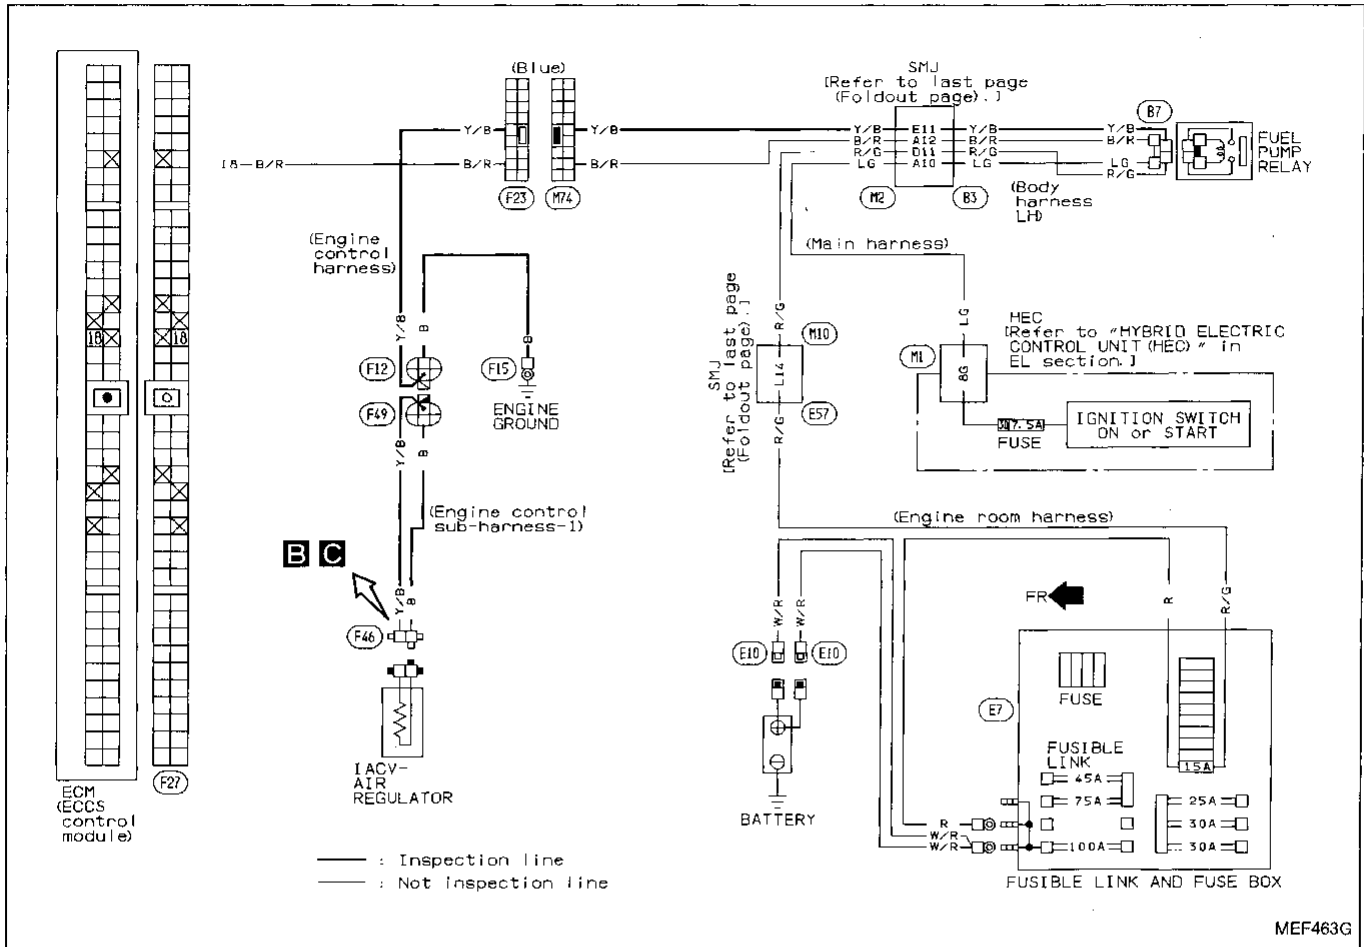 (Blue)
SMJ
[Refer to last page
(Foldout page).]
B7
Y/B
Y/B
Y/B
E11
Y/B
Y/B
B/R
A12
B/R
B/R
R/G
D11
R/G
LG
A10
LG
LG
R/G
FUEL
PUMP
RELAY
18
B/R
B/R
B/R
F23
M74
M2
B3
(Body
harness
LH)
(Engine
control
harness)
(Main harness)
Y/B
B
B
R/G
LG
SMJ
[Refer to last page
(Foldout page).]
M10
L14
E57
R/G
HEC
[Refer to "HYBRID ELECTRIC
CONTROL UNIT (HEC)" in
EL section.]
M1
8G
7.5A
FUSE
IGNITION SWITCH
ON or START
18
18
F12
F15
F49
ENGINE
GROUND
Y/B
B
(Engine control
sub-harness-1)
(Engine room harness)
B C
Y/B
B
F46
W/R
W/R
FR
R
R/G
E10
E10
E7
FUSE
FUSIBLE
LINK
15A
45A
75A
25A
R
30A
W/R
W/R
100A
30A
IACV-
AIR
REGULATOR
BATTERY
FUSIBLE LINK AND FUSE BOX
F27
ECM
(ECCS
control
module)
: Inspection line
: Not inspection line
MEF463G